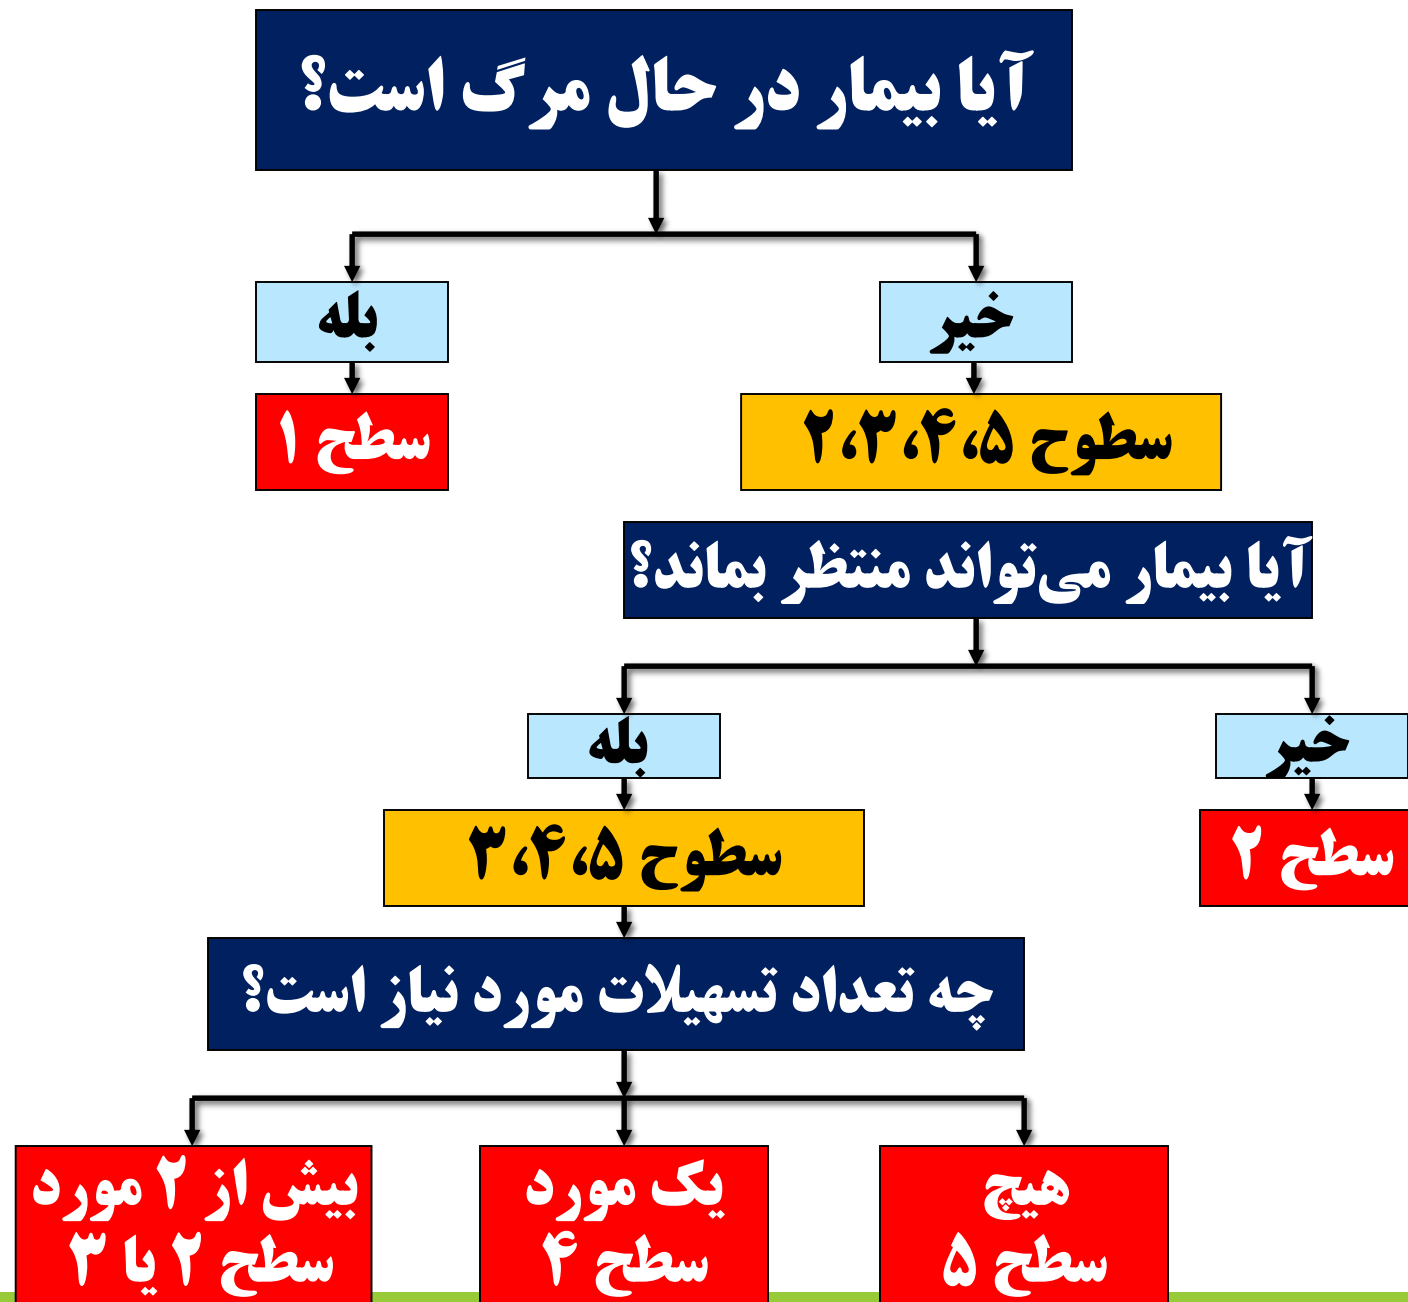 آیا بیمار در حال مرگ است؟
خیر
بله
سطوح ۲،۳،۴،۵
سطح ۱
آیا بیمار می‌تواند منتظر بماند؟
خیر
بله
سطح ۲
سطوح ۳،۴،۵
چه تعداد تسهیلات مورد نیاز است؟
هیچ
سطح ۵
یک مورد
سطح ۴
بیش از ۲ مورد
سطح ۲ یا ۳